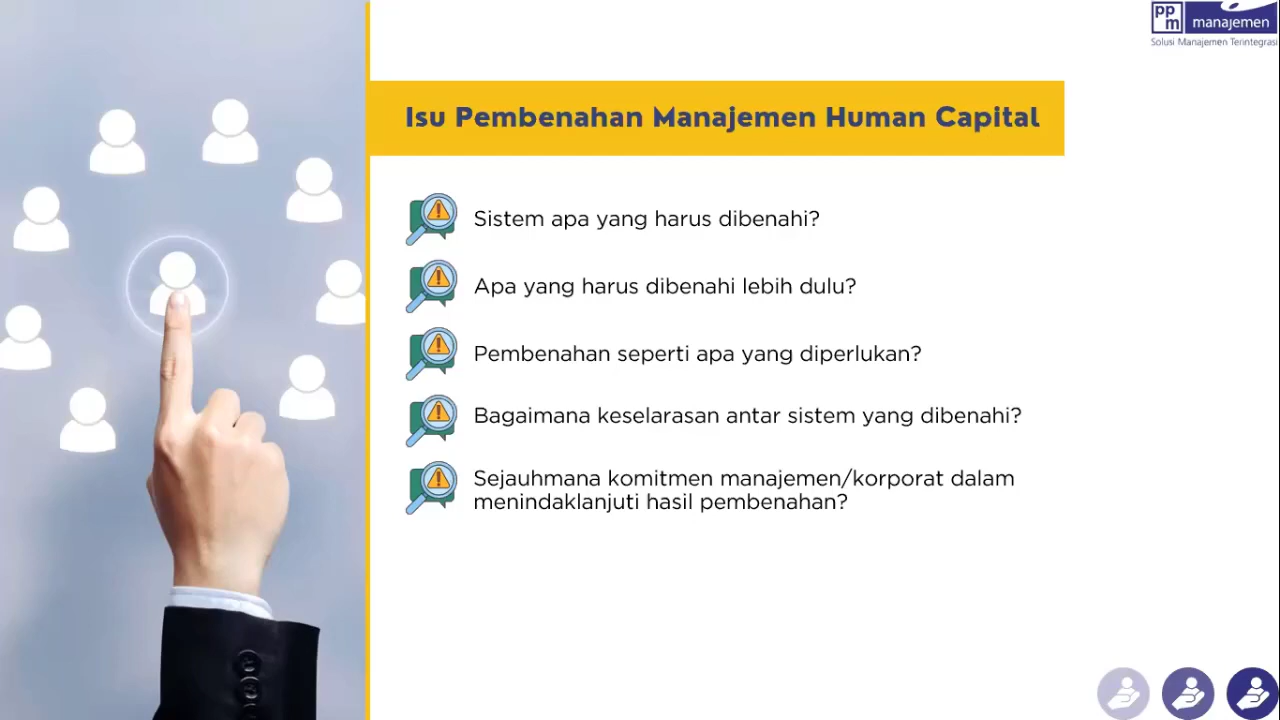 ppm manajemen
Solusi Manajemen Terintegrasi
Isu Pembenahan Manajemen Human Capital
Sistem apa yang harus dibenahi?
Apa yang harus dibenahi lebih dulu?
Pembenahan seperti apa yang diperlukan?
Bagaimana keselarasan antar sistem yang dibenahi?
Sejauhmana komitmen manajemen/korporat dalam
menindaklanjuti hasil pembenahan?